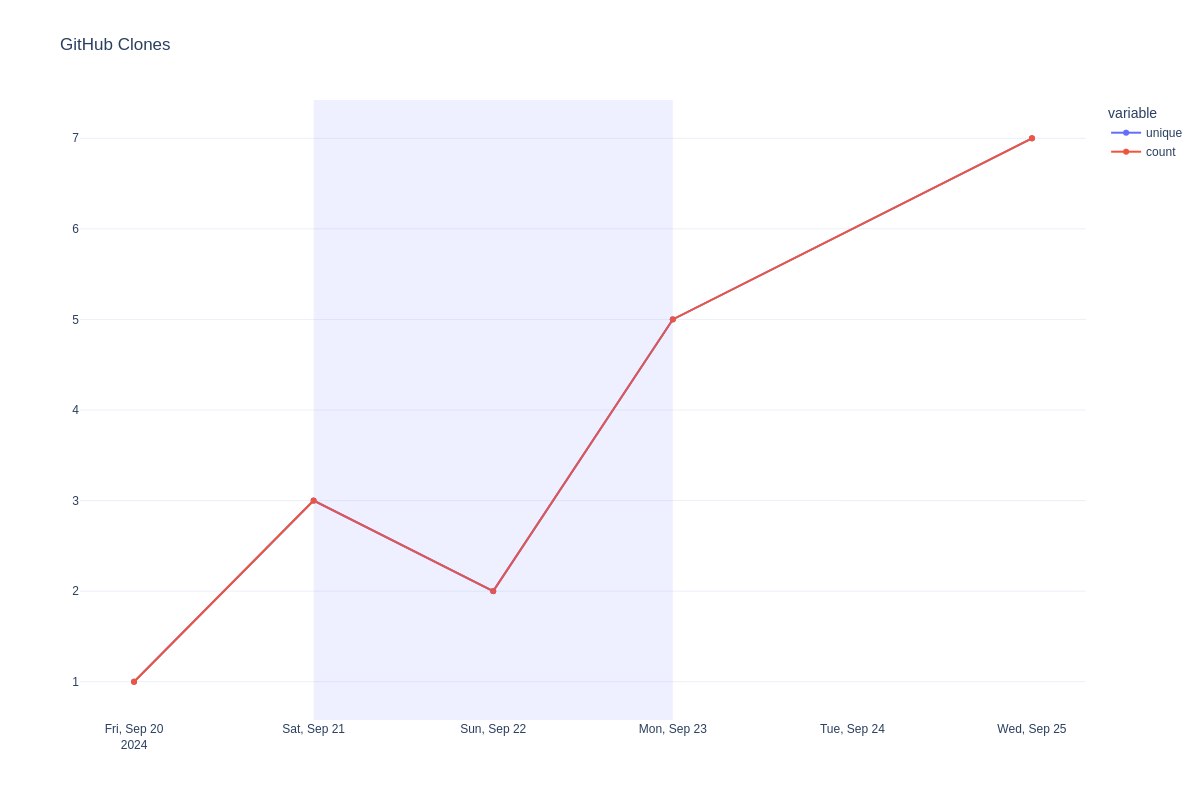 GitHub Clones
variable
unique
count
7
6
5
4
3
2
1
Fri, Sep 20
2024
Sat, Sep 21
Sun, Sep 22
Mon, Sep 23
Tue, Sep 24
Wed, Sep 25